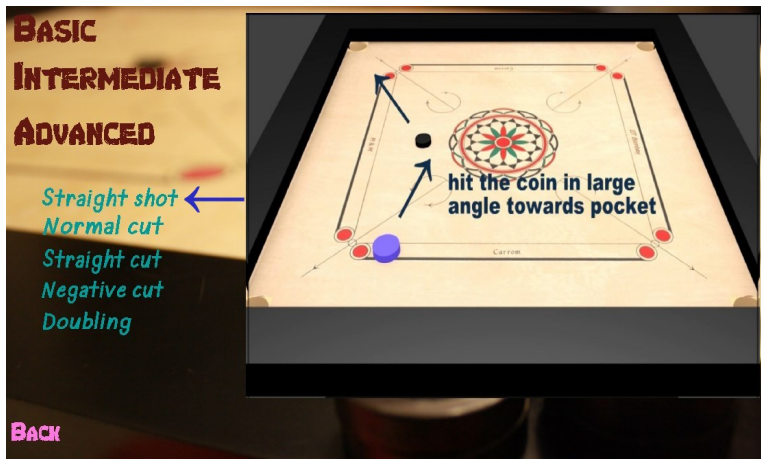 Basic
Intermediate
Advanced
Straight shot
Normal cut
Straight cut
Negative cut
Doubling
hit the coin in large
angle towards pocket
Carrom
Back